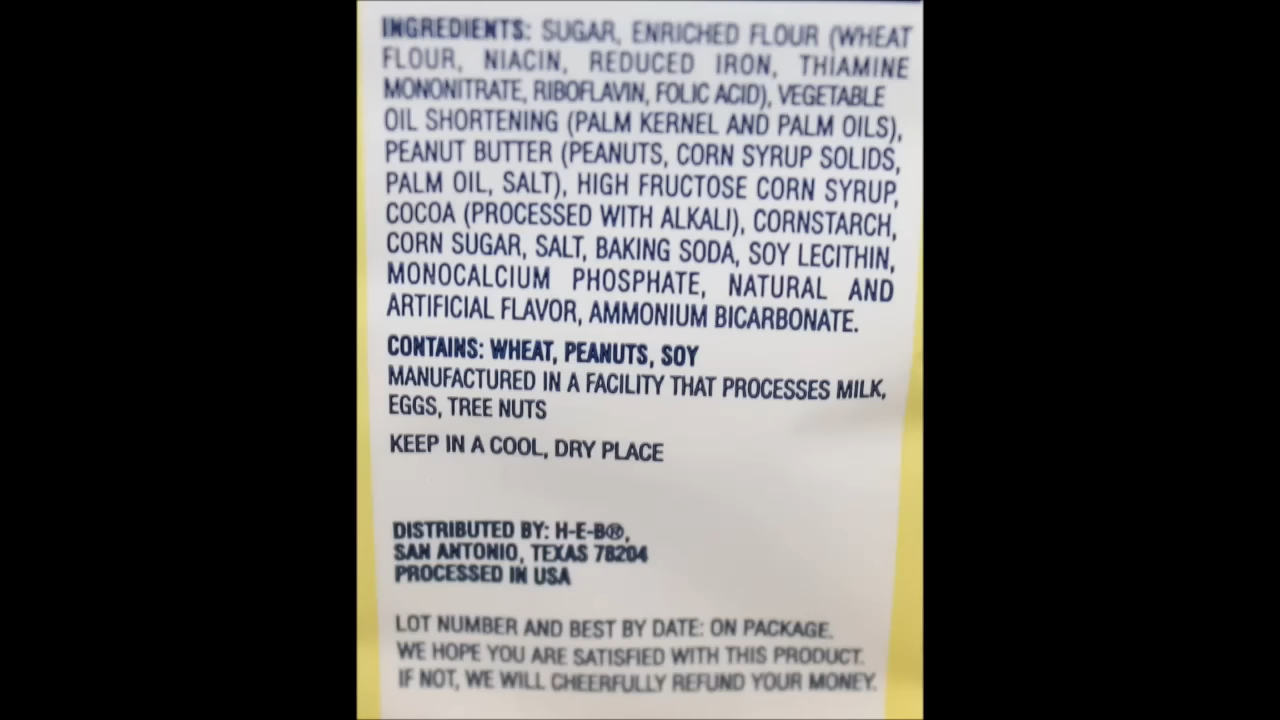 INGREDIENTS: SUGAR, ENRICHED FLOUR (WHEAT
FLOUR, NIACIN, REDUCED IRON, THIAMINE
MONONITRATE, RIBOFLAVIN, FOLIC ACID), VEGETABLE
OIL SHORTENING (PALM KERNEL AND PALM OILS),
PEANUT BUTTER (PEANUTS, CORN SYRUP SOLIDS,
PALM OIL, SALT), HIGH FRUCTOSE CORN SYRUP,
COCOA (PROCESSED WITH ALKALI), CORNSTARCH,
CORN SUGAR, SALT, BAKING SODA, SOY LECITHIN,
MONOCALCIUM PHOSPHATE, NATURAL AND
ARTIFICIAL FLAVOR, AMMONIUM BICARBONATE.
CONTAINS: WHEAT, PEANUTS, SOY
MANUFACTURED IN A FACILITY THAT PROCESSES MILK,
EGGS, TREE NUTS
KEEP IN A COOL, DRY PLACE
DISTRIBUTED BY: H-E-B®,
SAN ANTONIO, TEXAS 78204
PROCESSED IN USA
LOT NUMBER AND BEST BY DATE: ON PACKAGE.
WE HOPE YOU ARE SATISFIED WITH THIS PRODUCT.
IF NOT, WE WILL CHEERFULLY REFUND YOUR MONEY.